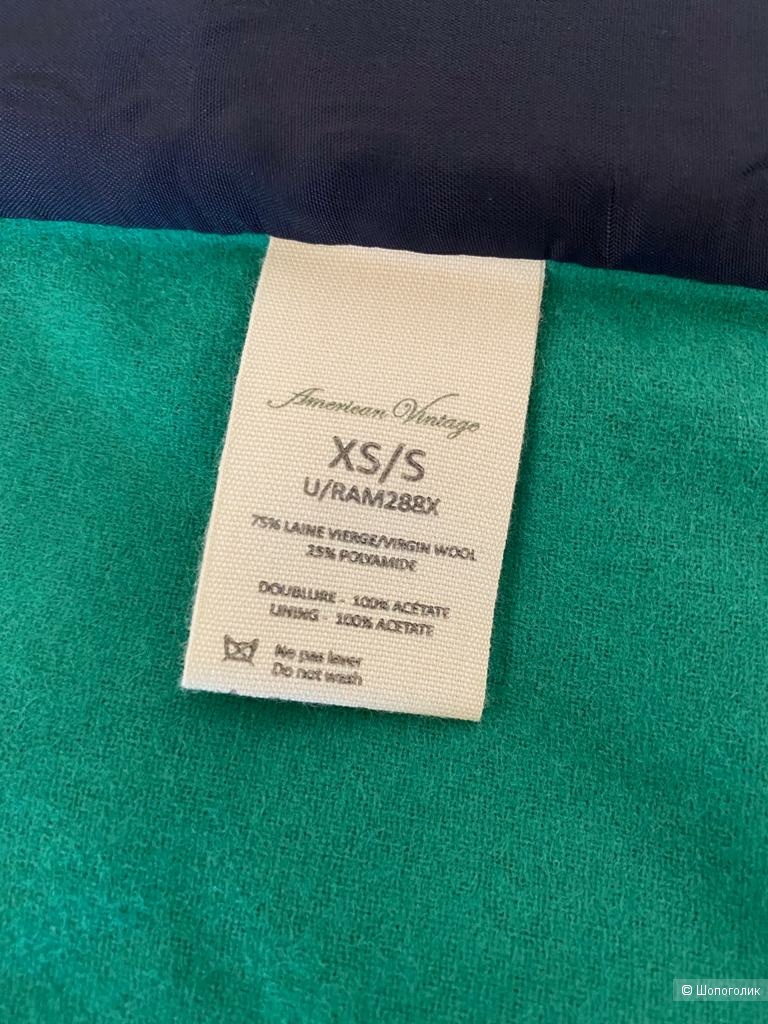 American Vintage
XS/S
U/RAM288X
75% LAINE VIERGE/VIRGIN WOOL
25% POLYAMIDE
DOUBLURE - 100% ACÉTATE
LINING - 100% ACETATE
Ne pas laver
Do not wash
© Шопоголик